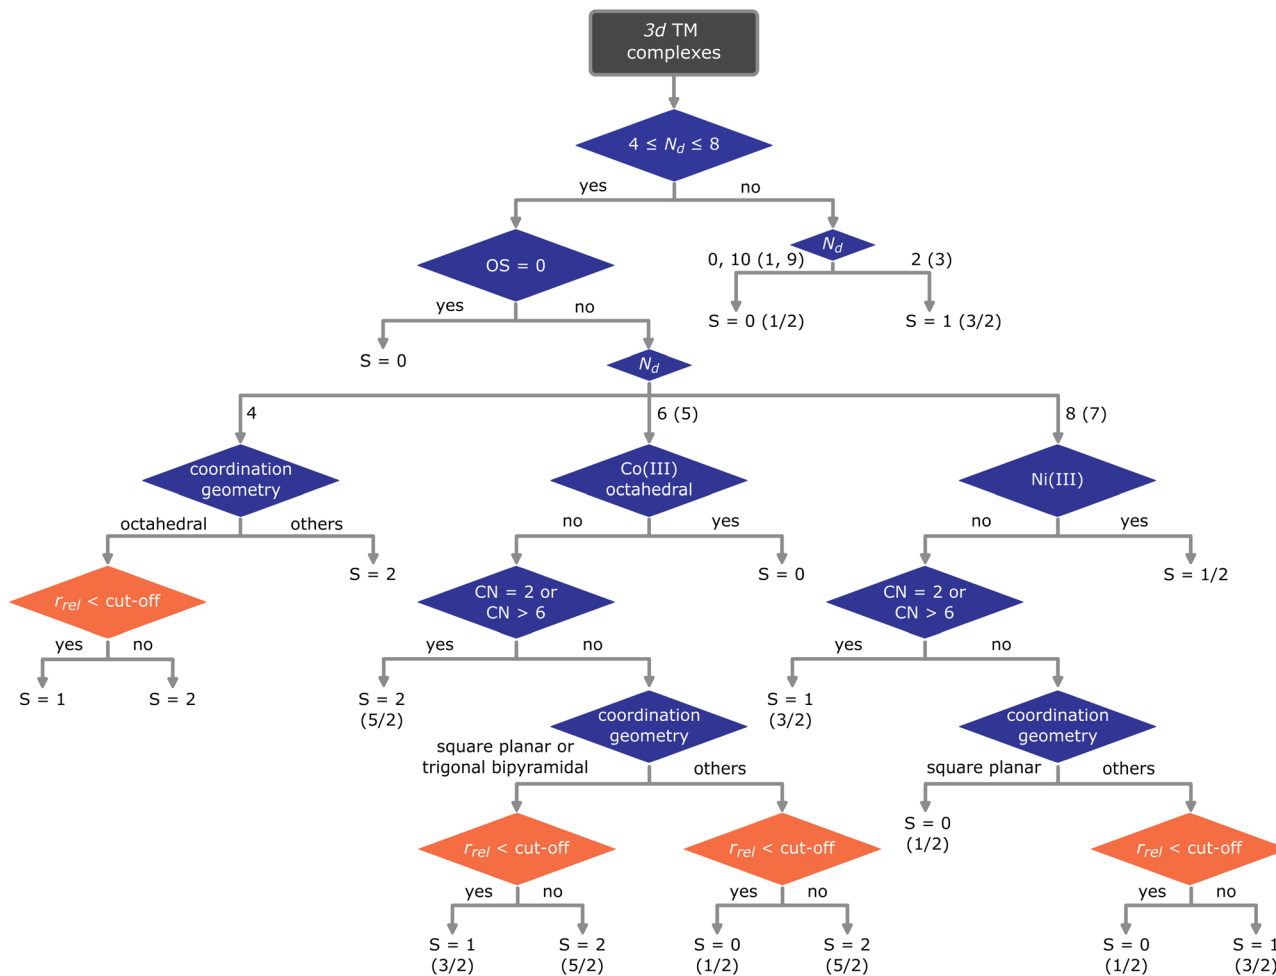 3d TM
complexes
4 ≤ Nd ≤ 8
yes
no
OS = 0
Nd
0, 10 (1, 9)
2 (3)
yes
no
S = 0 (1/2)
S = 1 (3/2)
S = 0
Nd
4
6 (5)
8 (7)
coordination
geometry
Co(III)
octahedral
Ni(III)
octahedral
others
no
yes
no
yes
S = 2
S = 0
S = 1/2
rrel < cut-off
CN = 2 or
CN > 6
CN = 2 or
CN > 6
yes
no
yes
no
yes
no
S = 1
S = 2
S = 2
(5/2)
coordination
geometry
S = 1
(3/2)
coordination
geometry
square planar or
trigonal bipyramidal
others
square planar
others
S = 0
(1/2)
rrel < cut-off
rrel < cut-off
rrel < cut-off
yes
no
yes
no
yes
no
S = 1
(3/2)
S = 2
(5/2)
S = 0
(1/2)
S = 2
(5/2)
S = 0
(1/2)
S = 1
(3/2)